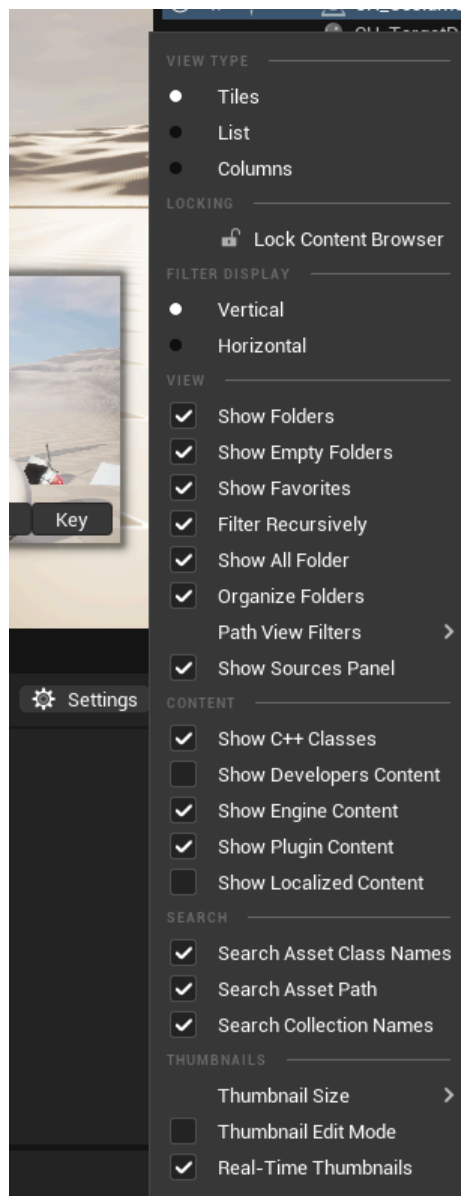 VIEW TYPE
Tiles
List
Columns
LOCKING
Lock Content Browser
FILTER DISPLAY
Vertical
Horizontal
VIEW
Show Folders
Show Empty Folders
Show Favorites
Filter Recursively
Key
Show All Folder
Organize Folders
Path View Filters
Show Sources Panel
Settings
CONTENT
Show C++ Classes
Show Developers Content
Show Engine Content
Show Plugin Content
Show Localized Content
SEARCH
Search Asset Class Names
Search Asset Path
Search Collection Names
THUMBNAILS
Thumbnail Size
Thumbnail Edit Mode
Real-Time Thumbnails